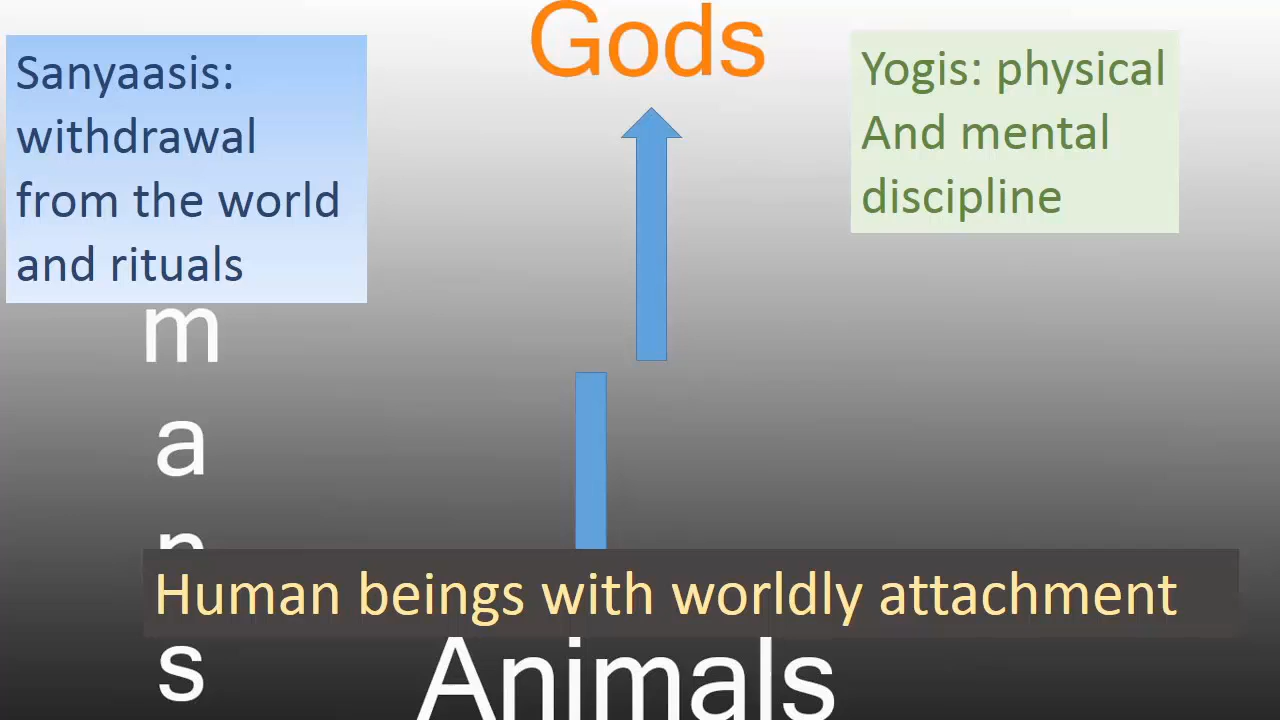 Gods
Sanyaasis:
withdrawal
from the world
and rituals
Yogis: physical
And mental
discipline
m
a
n
Human beings with worldly attachment
s
Animals